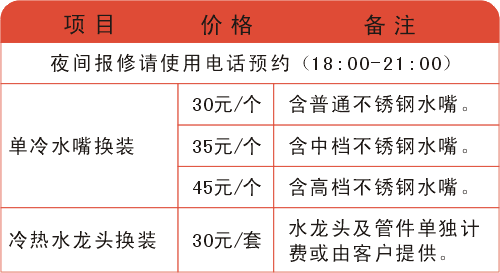 项目 价格 备注
夜间报修请使用电话预约（18:00-21:00）
30元/个 含普通不锈钢水嘴。
单冷水嘴换装 35元/个 含中档不锈钢水嘴。
45元/个 含高档不锈钢水嘴。
冷热水龙头换装 30元/套 水龙头及管件单独计
费或由客户提供。